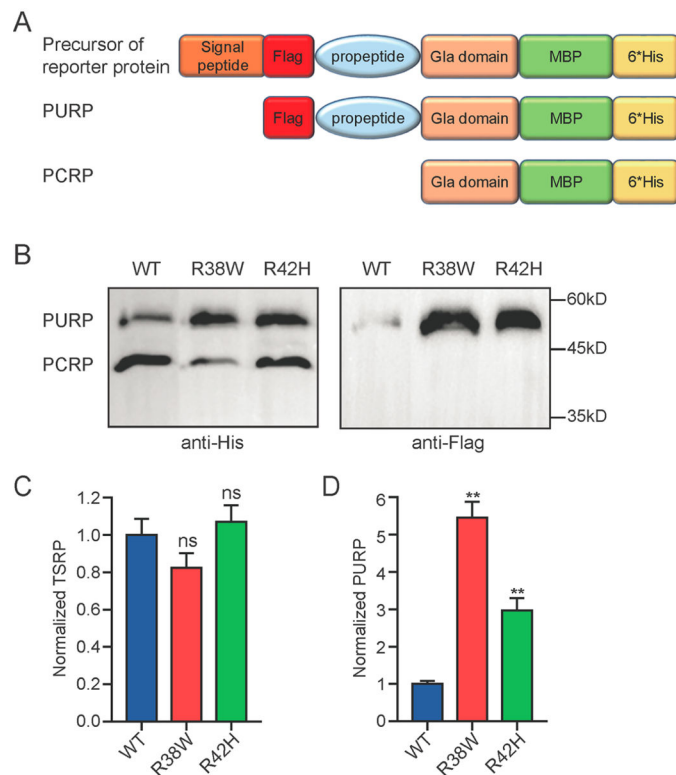 A
Precursor of
reporter protein
Signal
peptide
Flag
propeptide
Gla domain
MBP
6*His
PURP
Flag
propeptide
Gla domain
MBP
6*His
PCRP
Gla domain
MBP
6*His
B
WT R38W R42H
WT R38W R42H
PURP
PCRP
60kD
45kD
35kD
anti-His
anti-Flag
C
Normalized TSRP
1.2
1.0
0.8
0.6
0.4
0.2
0.0
ns
ns
WT
R38W
R42H
D
Normalized PURP
6
5
4
3
2
1
0
**
**
WT
R38W
R42H